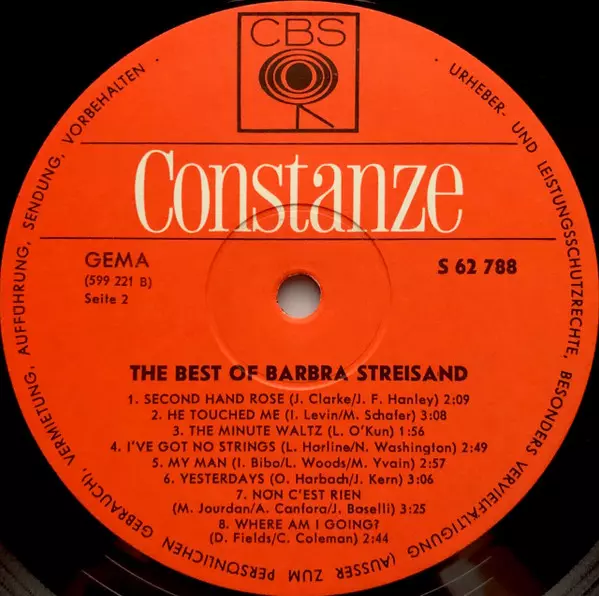 CBS
Constanze
GEMA
(599 221 B)
Seite 2
S 62 788
THE BEST OF BARBRA STREISAND
1. SECOND HAND ROSE (J. Clarke/J. F. Hanley) 2:09
2. HE TOUCHED ME (I. Levin/M. Schafer) 3:08
3. THE MINUTE WALTZ (L. O'Kun) 1:56
4. I'VE GOT NO STRINGS (L. Harline/N. Washington) 2:49
5. MY MAN (I. Bibo/L. Woods/M. Yvain) 2:57
6. YESTERDAYS (O. Harbach/J. Kern) 3:06
7. NON C'EST RIEN
(M. Jourdan/A. Canfora/J. Baselli) 3:25
8. WHERE AM I GOING?
(D. Fields/C. Coleman) 2:44
URHEBER- UND LEISTUNGSSCHUTZRECHTE, BESONDERS VERVIELFÄLTIGUNG (AUSSER ZUM PERSÖNLICHEN GEBRAUCH), VERMIETUNG, AUFFÜHRUNG, SENDUNG, VORBEHALTEN •